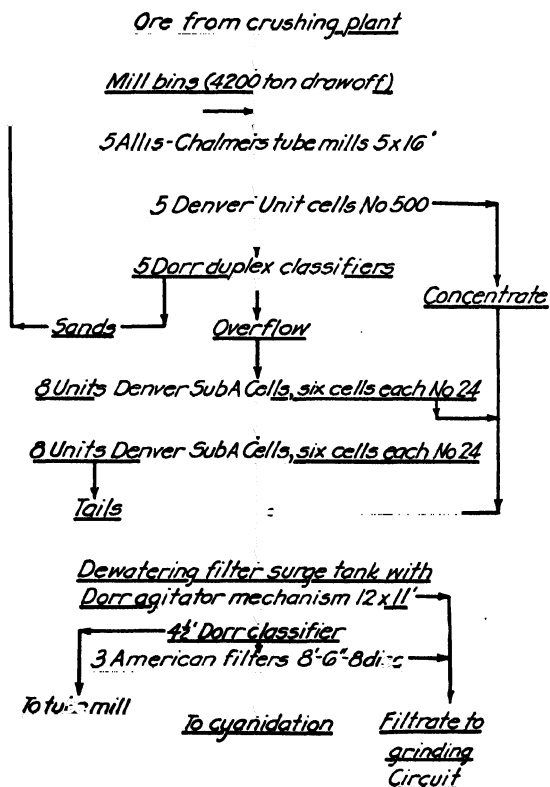 Ore from crushing plant
Mill bins (4200 ton drawoff)
5 Allis-Chalmers tube mills 5x16'
5 Denver Unit cells No 500
5 Dorr duplex classifiers
Concentrate
Sands
Overflow
8 Units Denver SubA Cells, six cells each No 24
8 Units Denver SubA Cells, six cells each No 24
Tails
Dewatering filter surge tank with
Dorr agitator mechanism 12 x 11'
4½' Dorr classifier
3 American filters 8'-6"-8 disc
To tube mill
To cyanidation
Filtrate to
grinding
Circuit